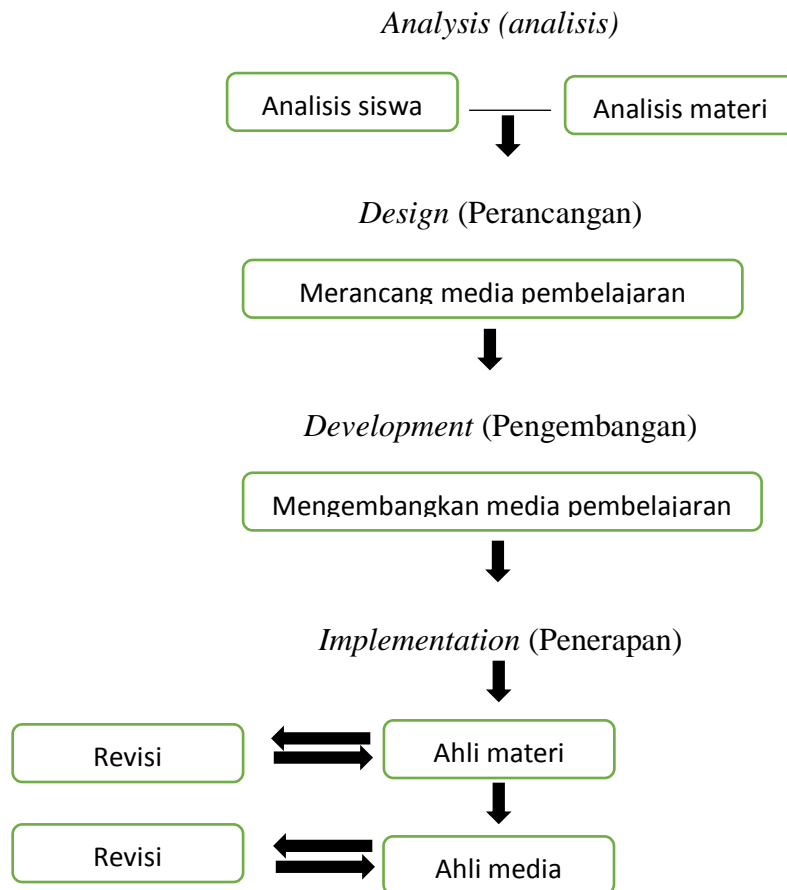 Analysis (analisis)
Analisis siswa
Analisis materi
Design (Perancangan)
Merancang media pembelajaran
Development (Pengembangan)
Mengembangkan media pembelajaran
Implementation (Penerapan)
Revisi
Ahli materi
Revisi
Ahli media